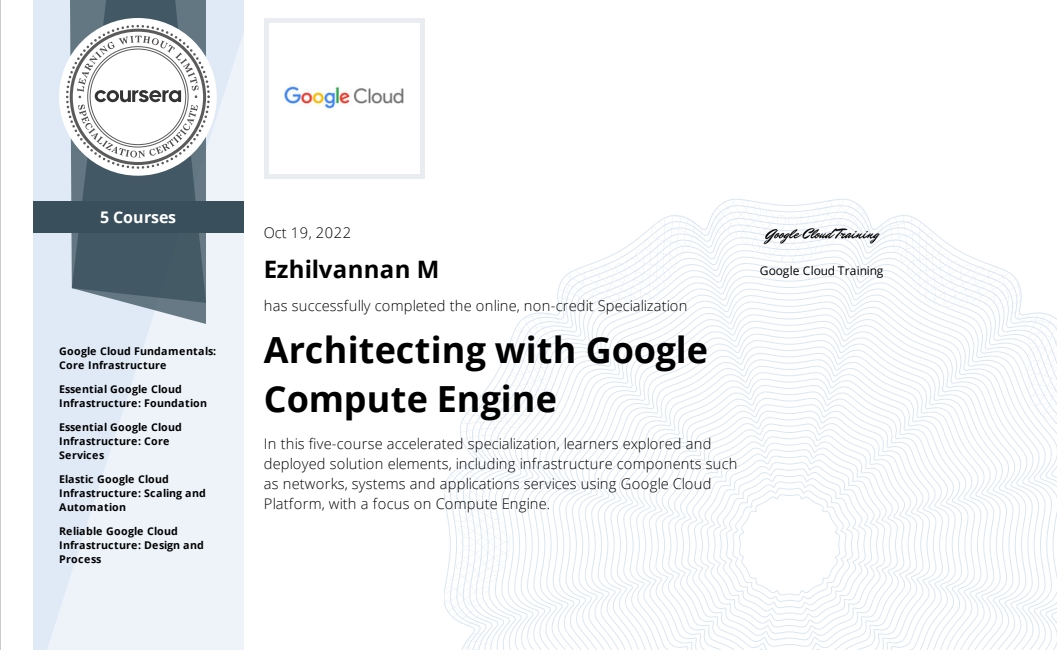 LEARNING WITHOUT LIMITS
coursera
SPECIALIZATION CERTIFICATE
5 Courses
Google Cloud Fundamentals:
Core Infrastructure
Essential Google Cloud
Infrastructure: Foundation
Essential Google Cloud
Infrastructure: Core
Services
Elastic Google Cloud
Infrastructure: Scaling and
Automation
Reliable Google Cloud
Infrastructure: Design and
Process
Google Cloud
Oct 19, 2022
Ezhilvannan M
has successfully completed the online, non-credit Specialization
Architecting with Google
Compute Engine
In this five-course accelerated specialization, learners explored and
deployed solution elements, including infrastructure components such
as networks, systems and applications services using Google Cloud
Platform, with a focus on Compute Engine.
Google Cloud Training
Google Cloud Training